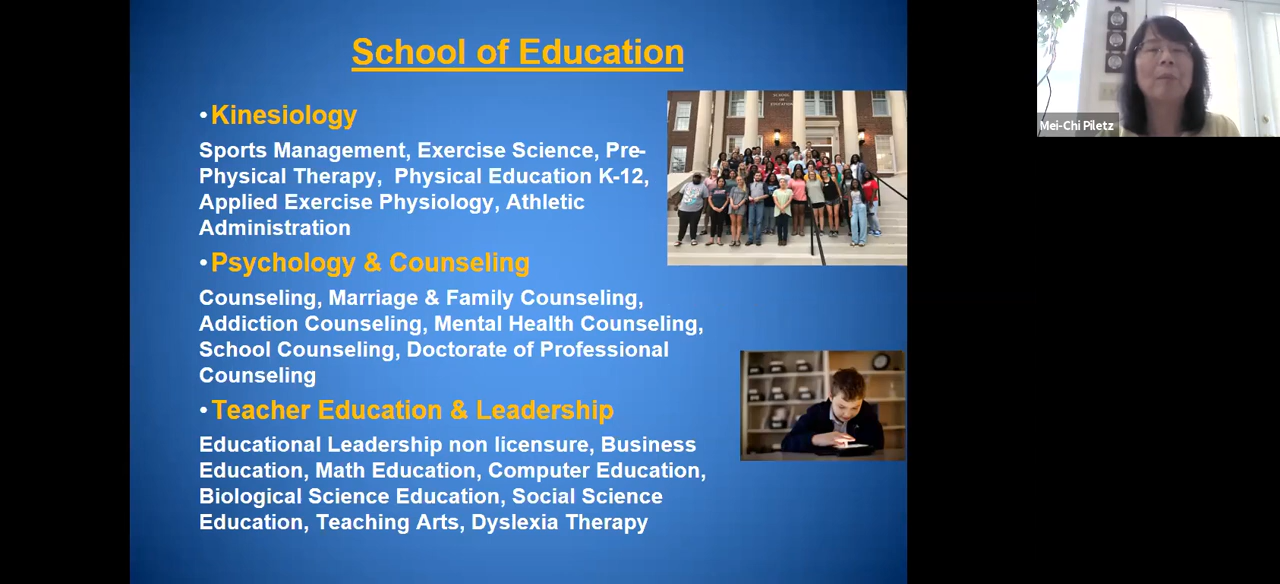 School of Education
•Kinesiology
Sports Management, Exercise Science, Pre-
Physical Therapy, Physical Education K-12,
Applied Exercise Physiology, Athletic
Administration
•Psychology & Counseling
Counseling, Marriage & Family Counseling,
Addiction Counseling, Mental Health Counseling,
School Counseling, Doctorate of Professional
Counseling
•Teacher Education & Leadership
Educational Leadership non licensure, Business
Education, Math Education, Computer Education,
Biological Science Education, Social Science
Education, Teaching Arts, Dyslexia Therapy
SCHOOL
OF
EDUCATION
Mei-Chi Piletz